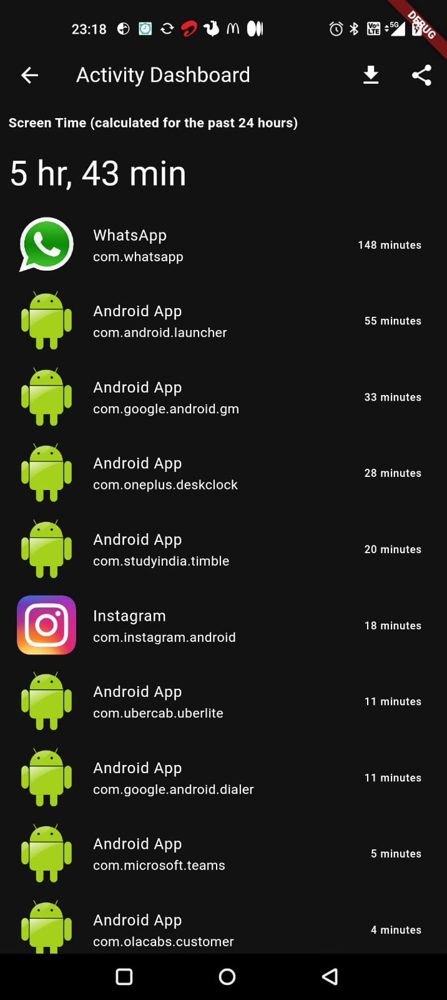 23:18
VoLTE
5G
DEBUG
Activity Dashboard
Screen Time (calculated for the past 24 hours)
5 hr, 43 min
WhatsApp
com.whatsapp
148 minutes
Android App
com.android.launcher
55 minutes
Android App
com.google.android.gm
33 minutes
Android App
com.oneplus.deskclock
28 minutes
Android App
com.studyindia.timble
20 minutes
Instagram
com.instagram.android
18 minutes
Android App
com.ubercab.uberlite
11 minutes
Android App
com.google.android.dialer
11 minutes
Android App
com.microsoft.teams
5 minutes
Android App
com.olacabs.customer
4 minutes